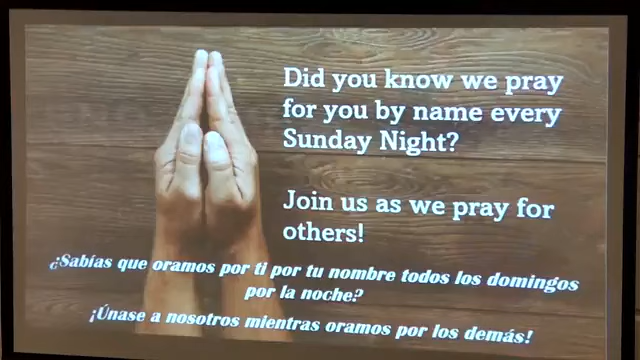 Did you know we pray
for you by name every
Sunday Night?
Join us as we pray for
others!
¿Sabías que oramos por ti por tu nombre todos los domingos
por la noche?
¡Únase a nosotros mientras oramos por los demás!